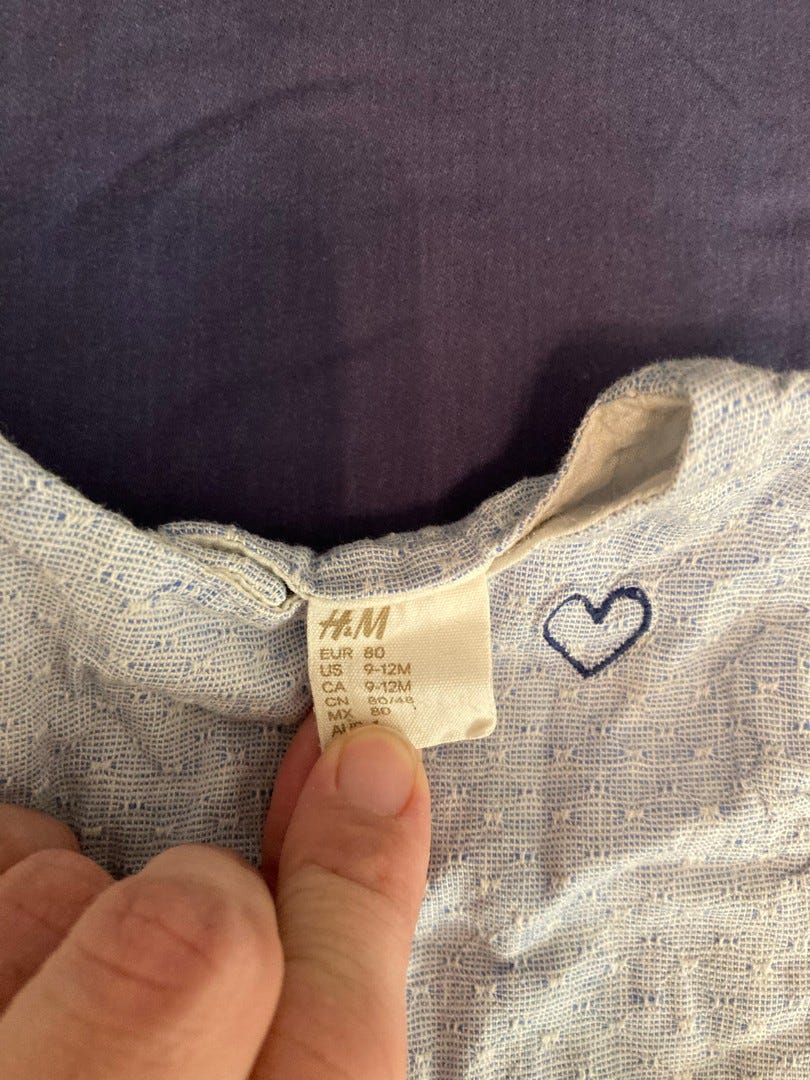 H&M
EUR 80
US 9-12M
CA 9-12M
CN 80/48
MX 80